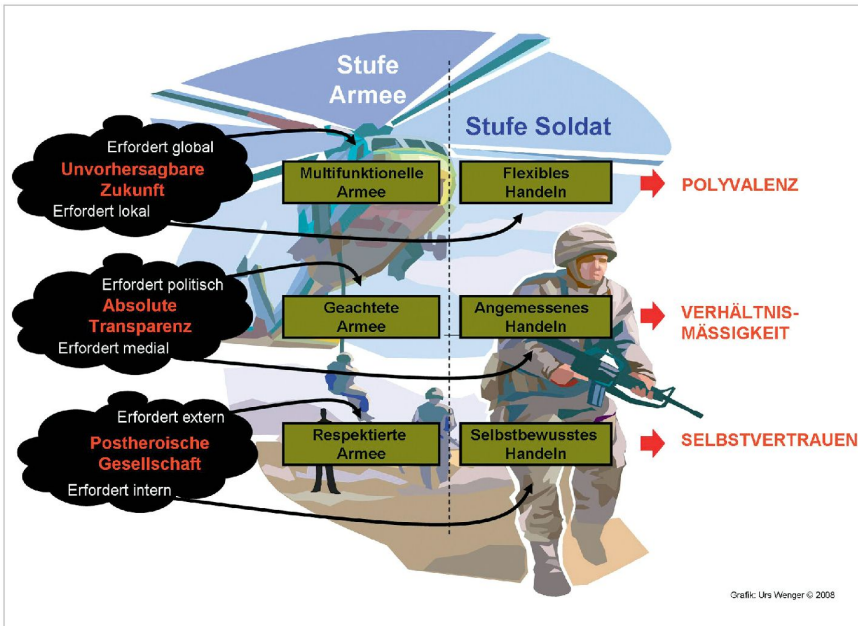 Stufe
Armee
Stufe Soldat
Erfordert global
Unvorhersagbare
Zukunft
Erfordert lokal
Multifunktionelle
Armee
Flexibles
Handeln
POLYVALENZ
Erfordert politisch
Absolute
Transparenz
Erfordert medial
Geachtete
Armee
Angemessenes
Handeln
VERHÄLTNIS-
MÄSSIGKEIT
Erfordert extern
Postheroische
Gesellschaft
Erfordert intern
Respektierte
Armee
Selbstbewusstes
Handeln
SELBSTVERTRAUEN
Grafik: Urs Wenger © 2008